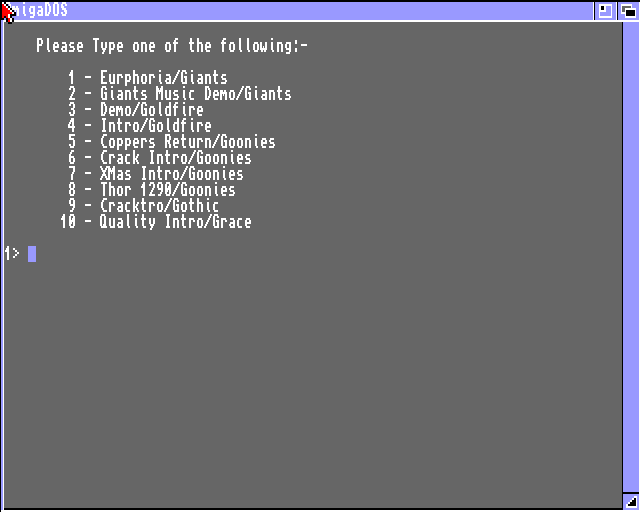 AmigaDOS
Please Type one of the following:-
1 - Eurphoria/Giants
2 - Giants Music Demo/Giants
3 - Demo/Goldfire
4 - Intro/Goldfire
5 - Coppers Return/Goonies
6 - Crack Intro/Goonies
7 - XMas Intro/Goonies
8 - Thor 1290/Goonies
9 - Cracktro/Gothic
10 - Quality Intro/Grace
1>